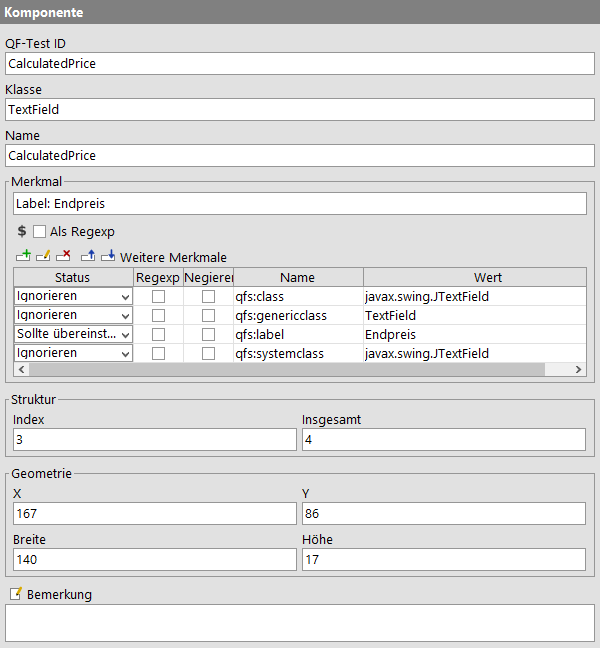 Komponente
QF-Test ID
CalculatedPrice
Klasse
TextField
Name
CalculatedPrice
Merkmal
Label: Endpreis
$ Als Regexp
Weitere Merkmale
Status Regexp Negieren Name Wert
Ignorieren qfs:class javax.swing.JTextField
Ignorieren qfs:genericclass TextField
Sollte übereinst... qfs:label Endpreis
Ignorieren qfs:systemclass javax.swing.JTextField
Struktur
Index Insgesamt
3 4
Geometrie
X Y
167 86
Breite Höhe
140 17
Bemerkung